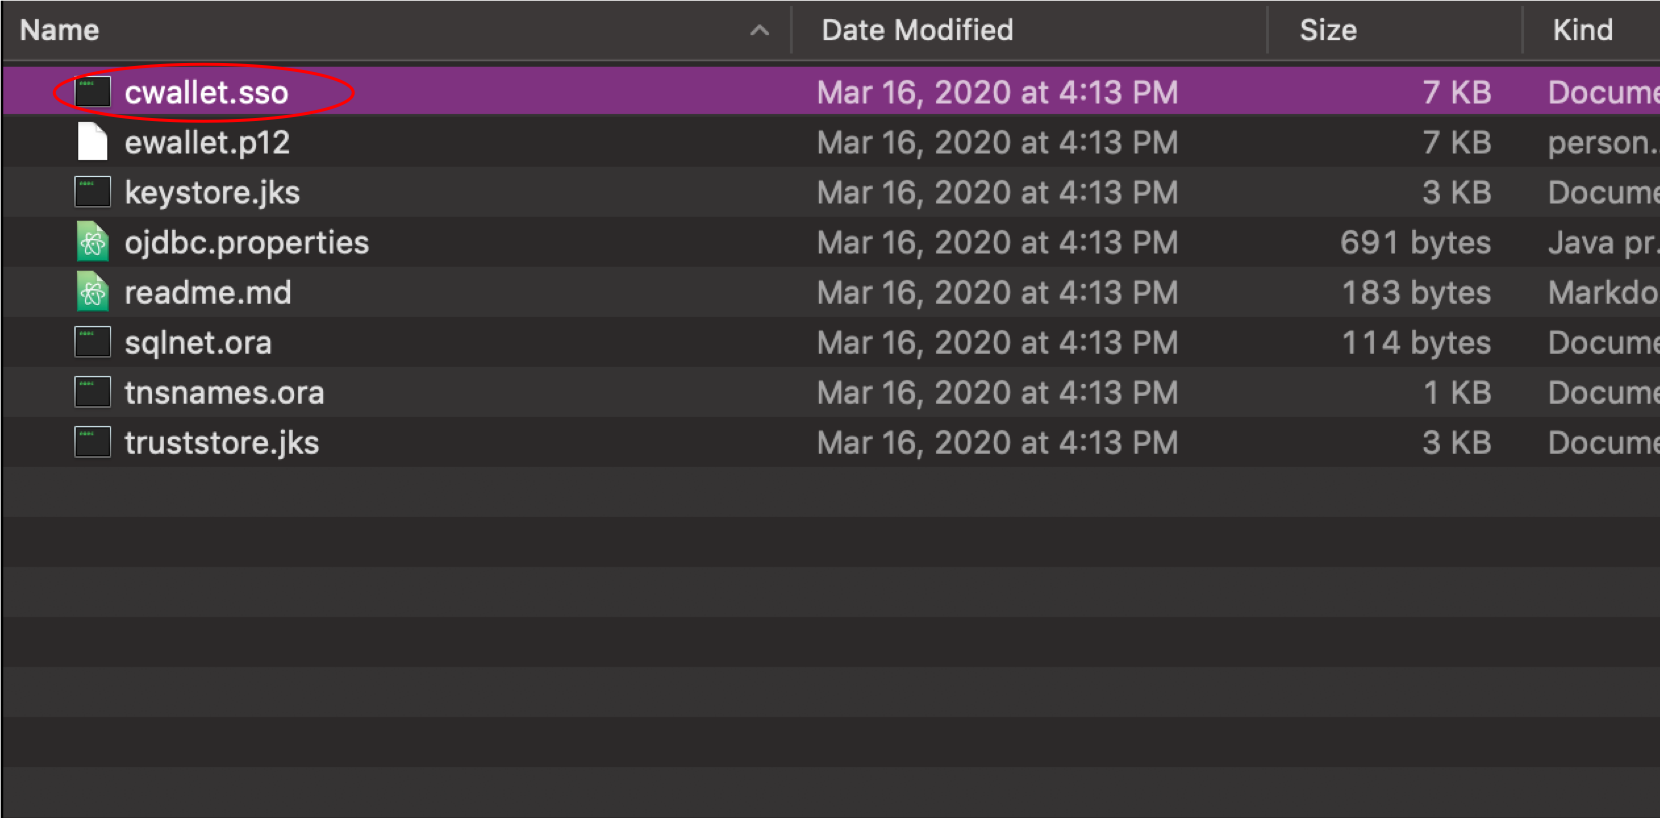 Name Date Modified Size Kind
cwallet.sso Mar 16, 2020 at 4:13 PM 7 KB Docume
ewallet.p12 Mar 16, 2020 at 4:13 PM 7 KB person.
keystore.jks Mar 16, 2020 at 4:13 PM 3 KB Docume
ojdbc.properties Mar 16, 2020 at 4:13 PM 691 bytes Java pr.
readme.md Mar 16, 2020 at 4:13 PM 183 bytes Markdo
sqlnet.ora Mar 16, 2020 at 4:13 PM 114 bytes Docume
tnsnames.ora Mar 16, 2020 at 4:13 PM 1 KB Docume
truststore.jks Mar 16, 2020 at 4:13 PM 3 KB Docume